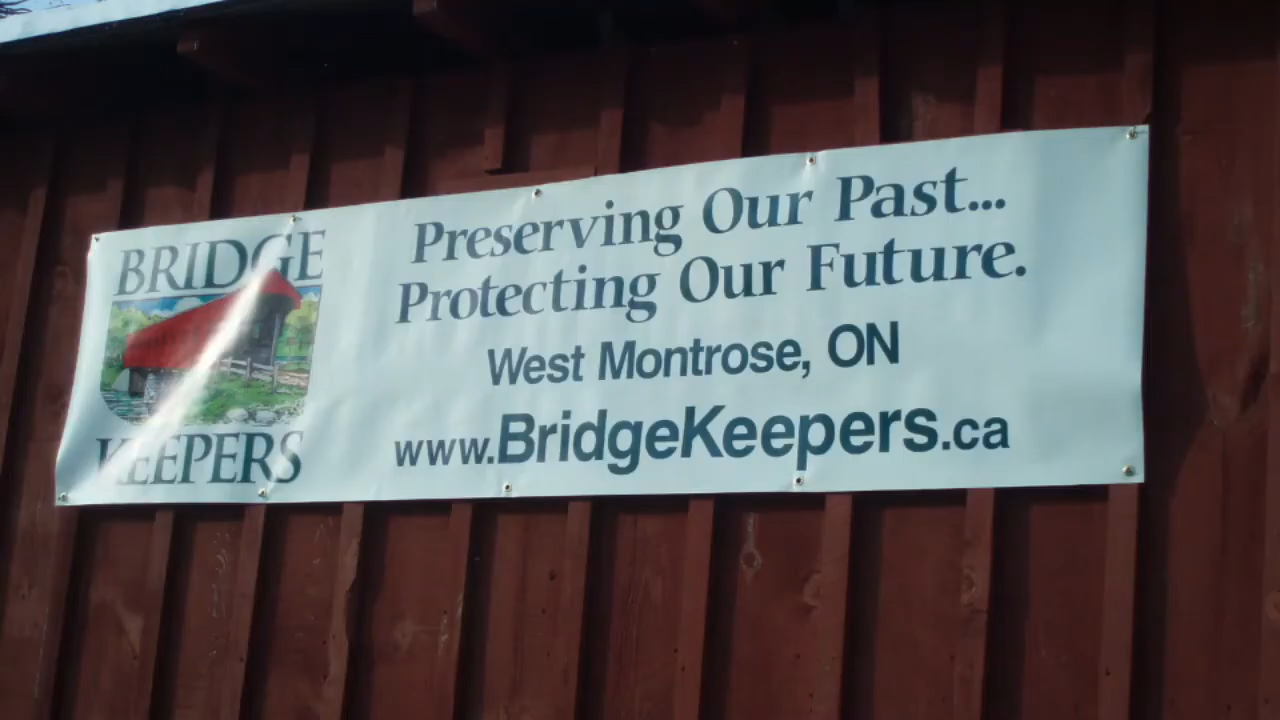 BRIDGE
KEEPERS
Preserving Our Past...
Protecting Our Future.
West Montrose, ON
www.BridgeKeepers.ca